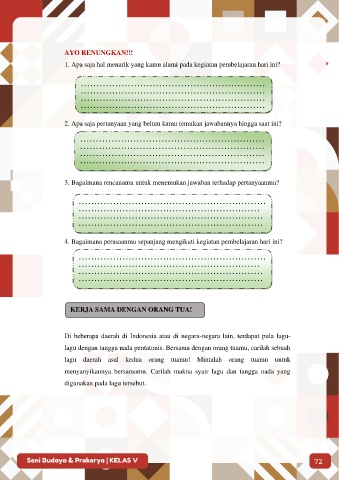 AYO RENUNGKAN!!!
1. Apa saja hal menarik yang kamu alami pada kegiatan pembelajaran hari ini?
2. Apa saja pertanyaan yang belum kamu temukan jawabannya hingga saat ini?
3. Bagaimana rencanamu untuk menemukan jawaban terhadap pertanyaanmu?
4. Bagaimana perasaanmu sepanjang mengikuti kegiatan pembelajaran hari ini?
KERJA SAMA DENGAN ORANG TUA!
Di beberapa daerah di Indonesia atau di negara-negara lain, terdapat pula lagu-
lagu dengan tangga nada pentatonis. Bersama dengan orang tuamu, carilah sebuah
lagu daerah asal kedua orang tuamu! Mintalah orang tuamu untuk
menyanyikannya bersamamu. Carilah makna syair lagu dan tangga nada yang
digunakan pada lagu tersebut.
Seni Budaya & Prakarya | KELAS V
72